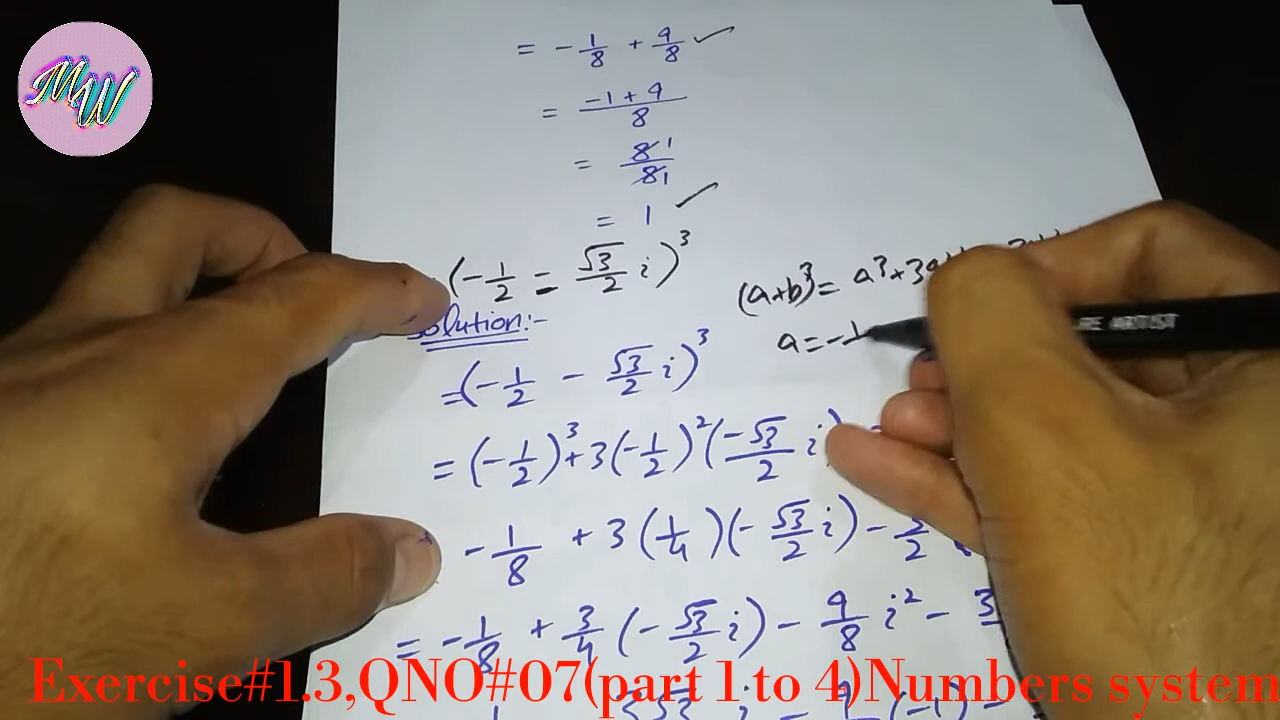 MW
= -1/8 + 9/8
= (-1+9)/8
= 8/8 1 1
= 1
(-1/2 - √3/2 i)³
Solution:-
(a+b)³ = a³+3a
a = -1
= (-1/2 - √3/2 i)³
= (-1/2)³ + 3(-1/2)² (-√3/2 i)
-1/8 + 3(1/4)(-√3/2 i) -
= -1/8 + 3/4 (-√3/2 i) - 9/8 i² - 3
Exercise#1.3,QNO#07(part 1 to 4)Numbers system